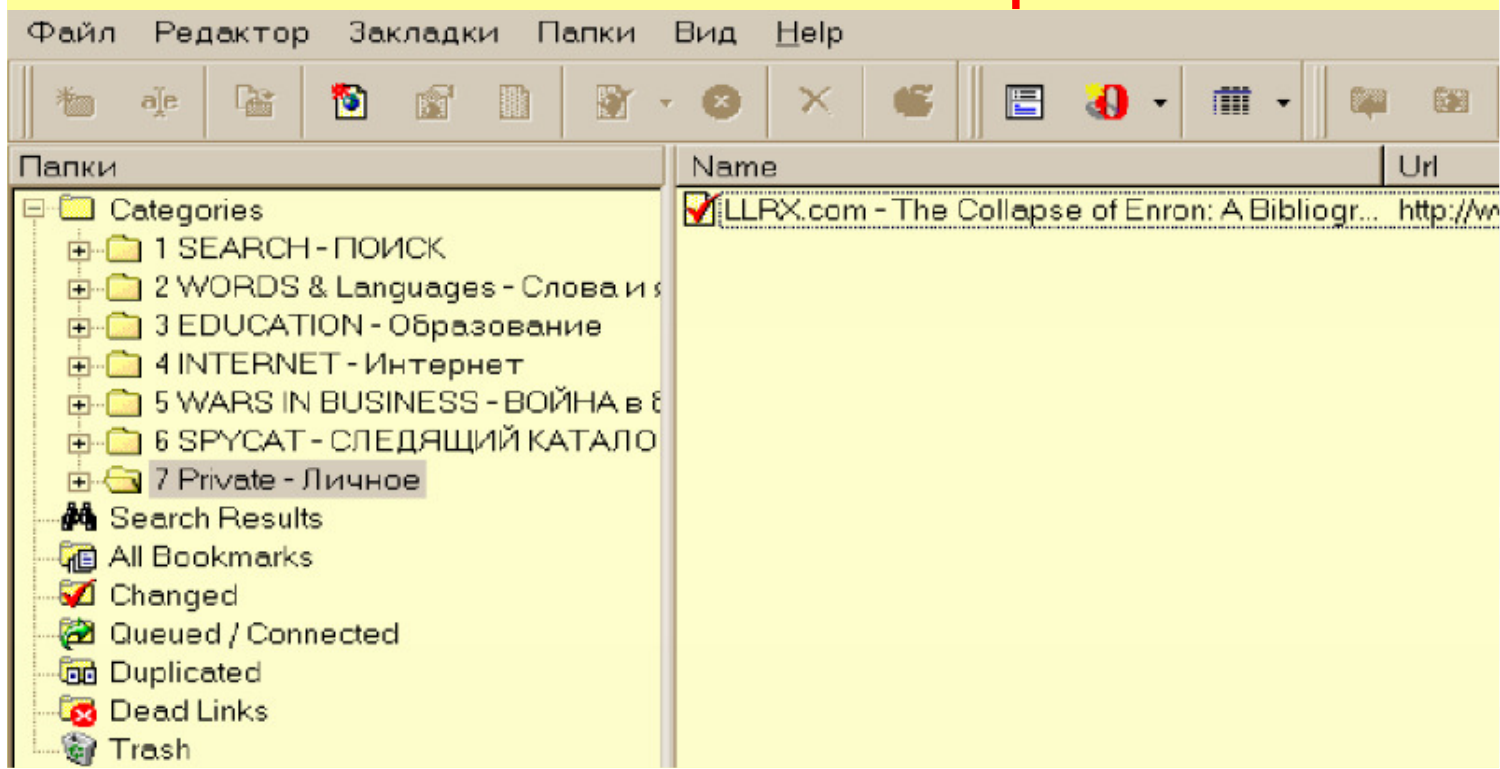 Файл Редактор Закладки Папки Вид Help
Папки
Name
Url
Categories
LLRX.com - The Collapse of Enron: A Bibliogr...
http://w
1 SEARCH - ПОИСК
2 WORDS & Languages - Слова и
3 EDUCATION - Образование
4 INTERNET - Интернет
5 WARS IN BUSINESS - ВОЙНА в
6 SPYCAT - СЛЕДЯЩИЙ КАТАЛО
7 Private - Личное
Search Results
All Bookmarks
Changed
Queued / Connected
Duplicated
Dead Links
Trash